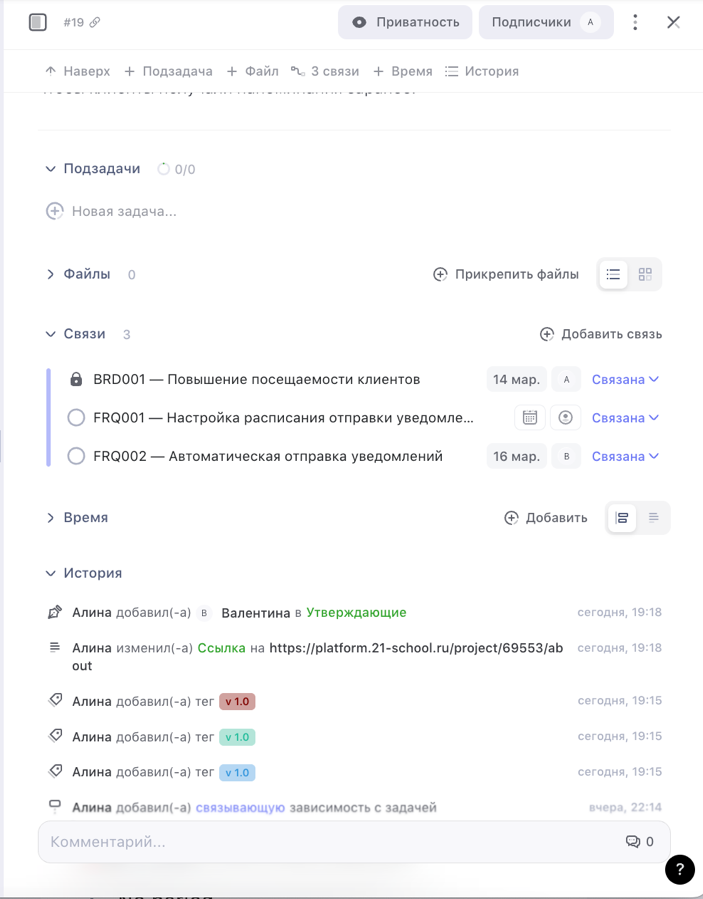 #19
Приватность
Подписчики А
Наверх
Подзадача
Файл
3 связи
Время
История
Подзадачи 0/0
Новая задача...
Файлы 0
Прикрепить файлы
Связи 3
Добавить связь
BRD001 — Повышение посещаемости клиентов 14 мар. А Связана
FRQ001 — Настройка расписания отправки уведомле... Связана
FRQ002 — Автоматическая отправка уведомлений 16 мар. В Связана
Время
Добавить
История
Алина добавил(-а) В Валентина в Утверждающие сегодня, 19:18
Алина изменил(-а) Ссылка на https://platform.21-school.ru/project/69553/ab сегодня, 19:18
out
Алина добавил(-а) тег v 1.0 сегодня, 19:15
Алина добавил(-а) тег v 1.0 сегодня, 19:15
Алина добавил(-а) тег v 1.0 сегодня, 19:15
Алина добавил(-а) связывающую зависимость с задачей вчера, 22:14
Комментарий... 0
?